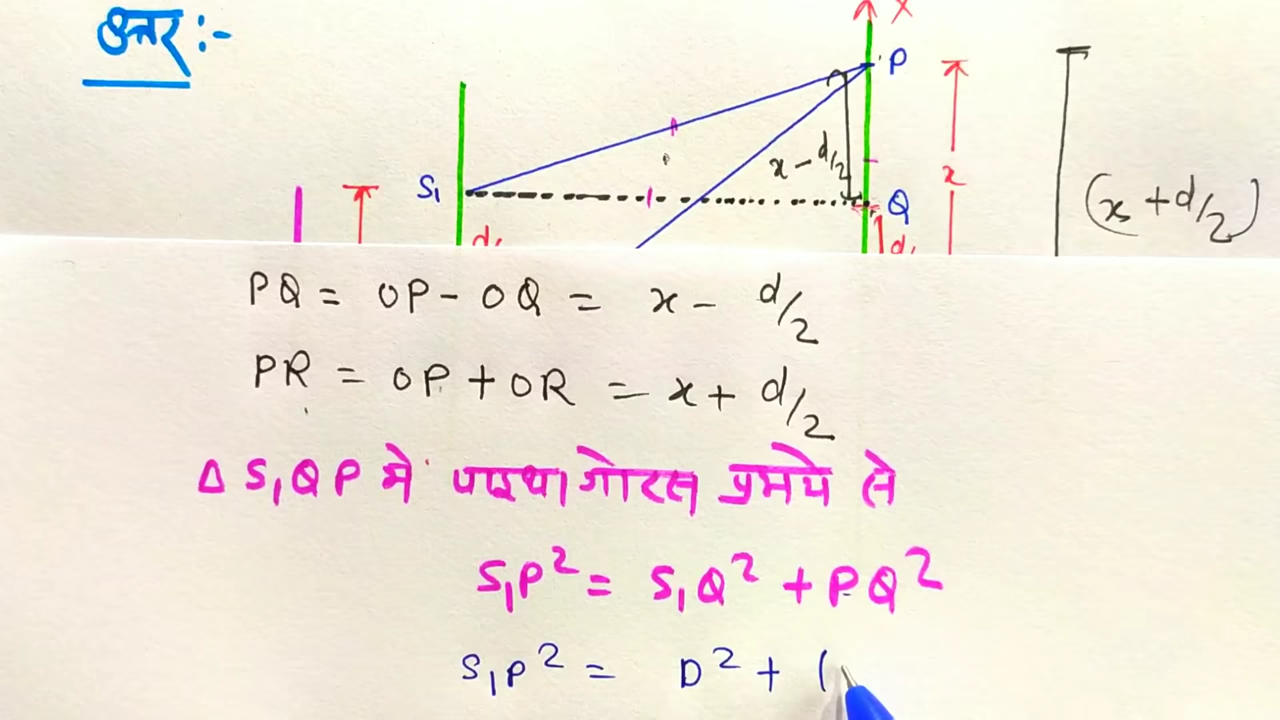 उत्तर :-
X
P
S₁
x - d/2
x
(x + d/2)
Q
d
d
PQ = OP - OQ = x - d/2
PR = OP + OR = x + d/2
Δ S₁QP में पाइथागोरस प्रमेय से
S₁P² = S₁Q² + PQ²
S₁P² = D² + (